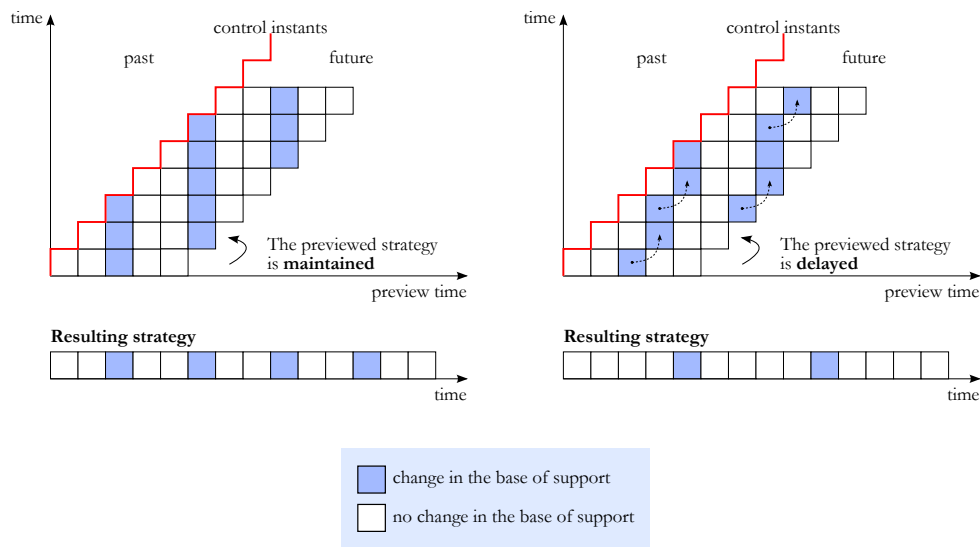 time
control instants
past
future
The previewed strategy
is maintained
preview time
Resulting strategy
time
time
control instants
past
future
The previewed strategy
is delayed
preview time
Resulting strategy
time
change in the base of support
no change in the base of support